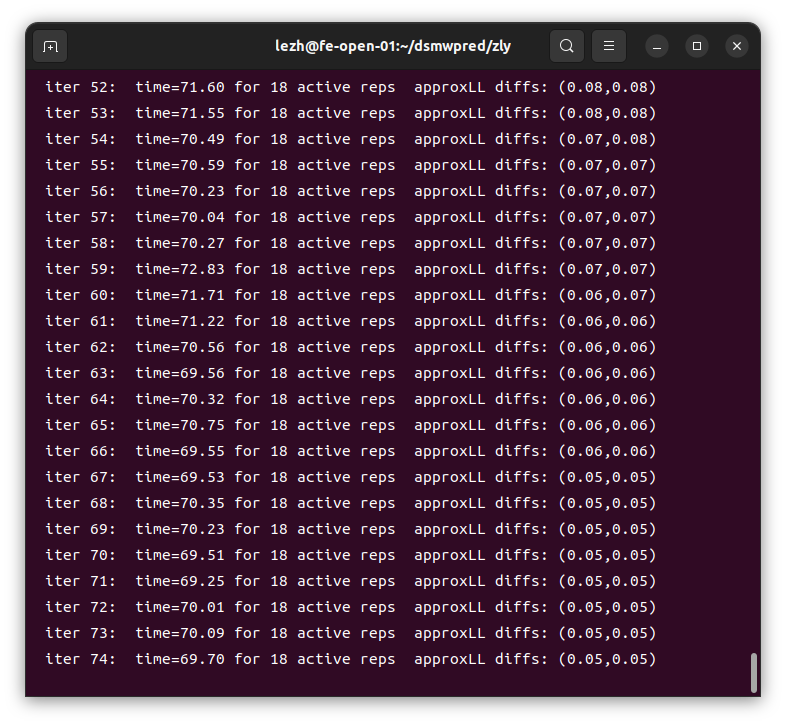 lezh@fe-open-01:~/dsmwpred/zly
iter 52:  time=71.60 for 18 active reps  approxLL diffs: (0.08,0.08)
iter 53:  time=71.55 for 18 active reps  approxLL diffs: (0.08,0.08)
iter 54:  time=70.49 for 18 active reps  approxLL diffs: (0.07,0.08)
iter 55:  time=70.59 for 18 active reps  approxLL diffs: (0.07,0.07)
iter 56:  time=70.23 for 18 active reps  approxLL diffs: (0.07,0.07)
iter 57:  time=70.04 for 18 active reps  approxLL diffs: (0.07,0.07)
iter 58:  time=70.27 for 18 active reps  approxLL diffs: (0.07,0.07)
iter 59:  time=72.83 for 18 active reps  approxLL diffs: (0.07,0.07)
iter 60:  time=71.71 for 18 active reps  approxLL diffs: (0.06,0.07)
iter 61:  time=71.22 for 18 active reps  approxLL diffs: (0.06,0.06)
iter 62:  time=70.56 for 18 active reps  approxLL diffs: (0.06,0.06)
iter 63:  time=69.56 for 18 active reps  approxLL diffs: (0.06,0.06)
iter 64:  time=70.32 for 18 active reps  approxLL diffs: (0.06,0.06)
iter 65:  time=70.75 for 18 active reps  approxLL diffs: (0.06,0.06)
iter 66:  time=69.55 for 18 active reps  approxLL diffs: (0.06,0.06)
iter 67:  time=69.53 for 18 active reps  approxLL diffs: (0.05,0.05)
iter 68:  time=70.35 for 18 active reps  approxLL diffs: (0.05,0.05)
iter 69:  time=70.23 for 18 active reps  approxLL diffs: (0.05,0.05)
iter 70:  time=69.51 for 18 active reps  approxLL diffs: (0.05,0.05)
iter 71:  time=69.25 for 18 active reps  approxLL diffs: (0.05,0.05)
iter 72:  time=70.01 for 18 active reps  approxLL diffs: (0.05,0.05)
iter 73:  time=70.09 for 18 active reps  approxLL diffs: (0.05,0.05)
iter 74:  time=69.70 for 18 active reps  approxLL diffs: (0.05,0.05)